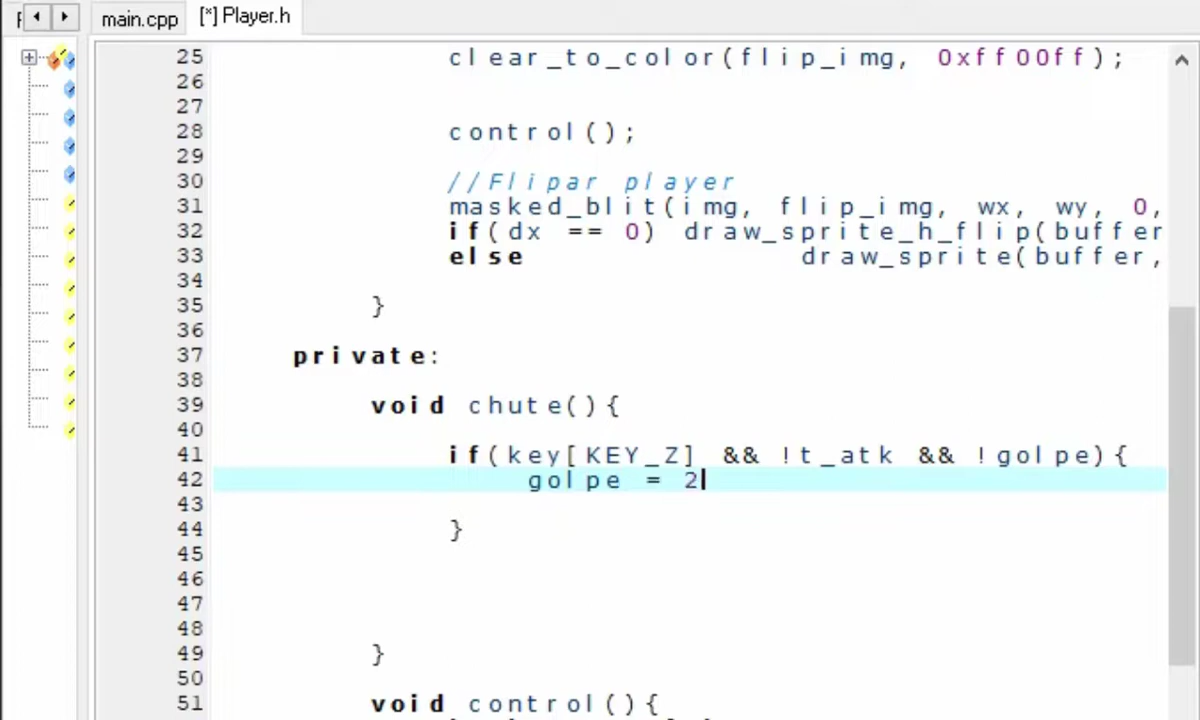 main.cpp [*] Player.h
25 clear_to_color(flip_img, 0xff00ff);
26
27
28 control();
29
30 //Flipar player
31 masked_blit(img, flip_img, wx, wy, 0,
32 if(dx == 0) draw_sprite_h_flip(buffer
33 else draw_sprite(buffer,
34
35 }
36
37 private:
38
39 void chute(){
40
41 if(key[KEY_Z] && !t_atk && !golpe){
42 golpe = 2
43
44 }
45
46
47
48
49 }
50
51 void control(){